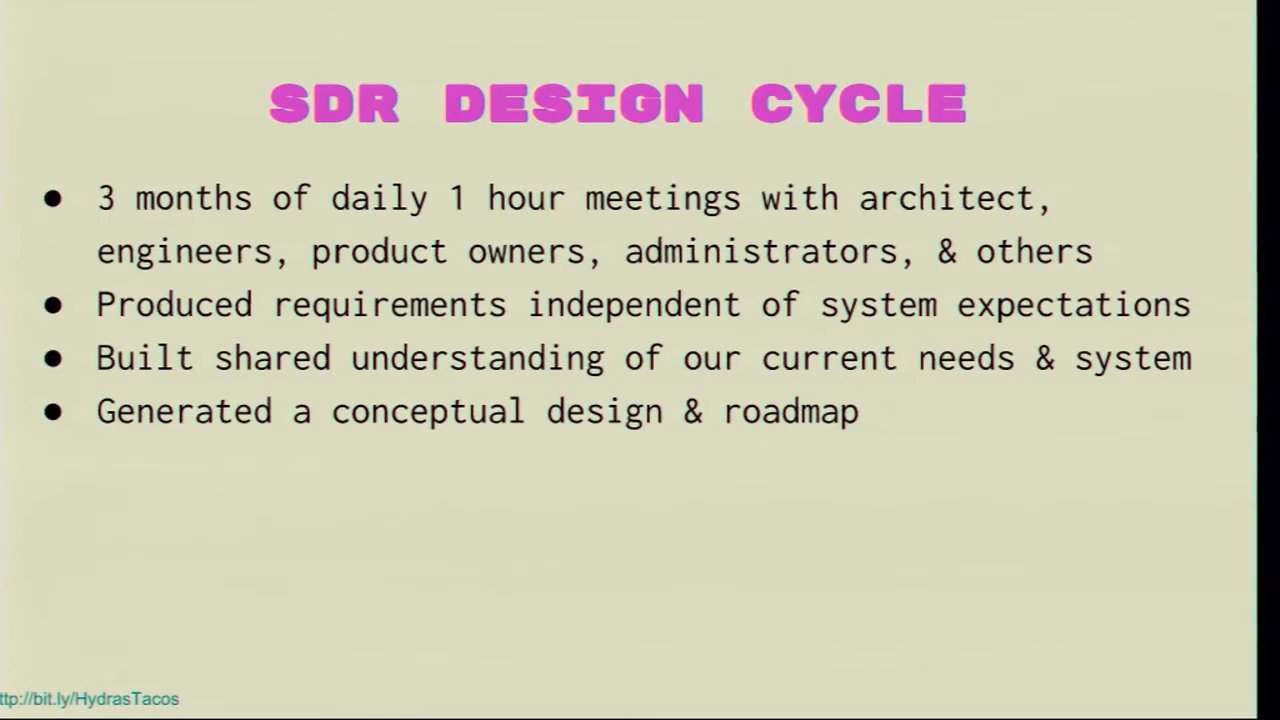 SDR DESIGN CYCLE
● 3 months of daily 1 hour meetings with architect,
engineers, product owners, administrators, & others
● Produced requirements independent of system expectations
● Built shared understanding of our current needs & system
● Generated a conceptual design & roadmap
ttp://bit.ly/HydrasTacos